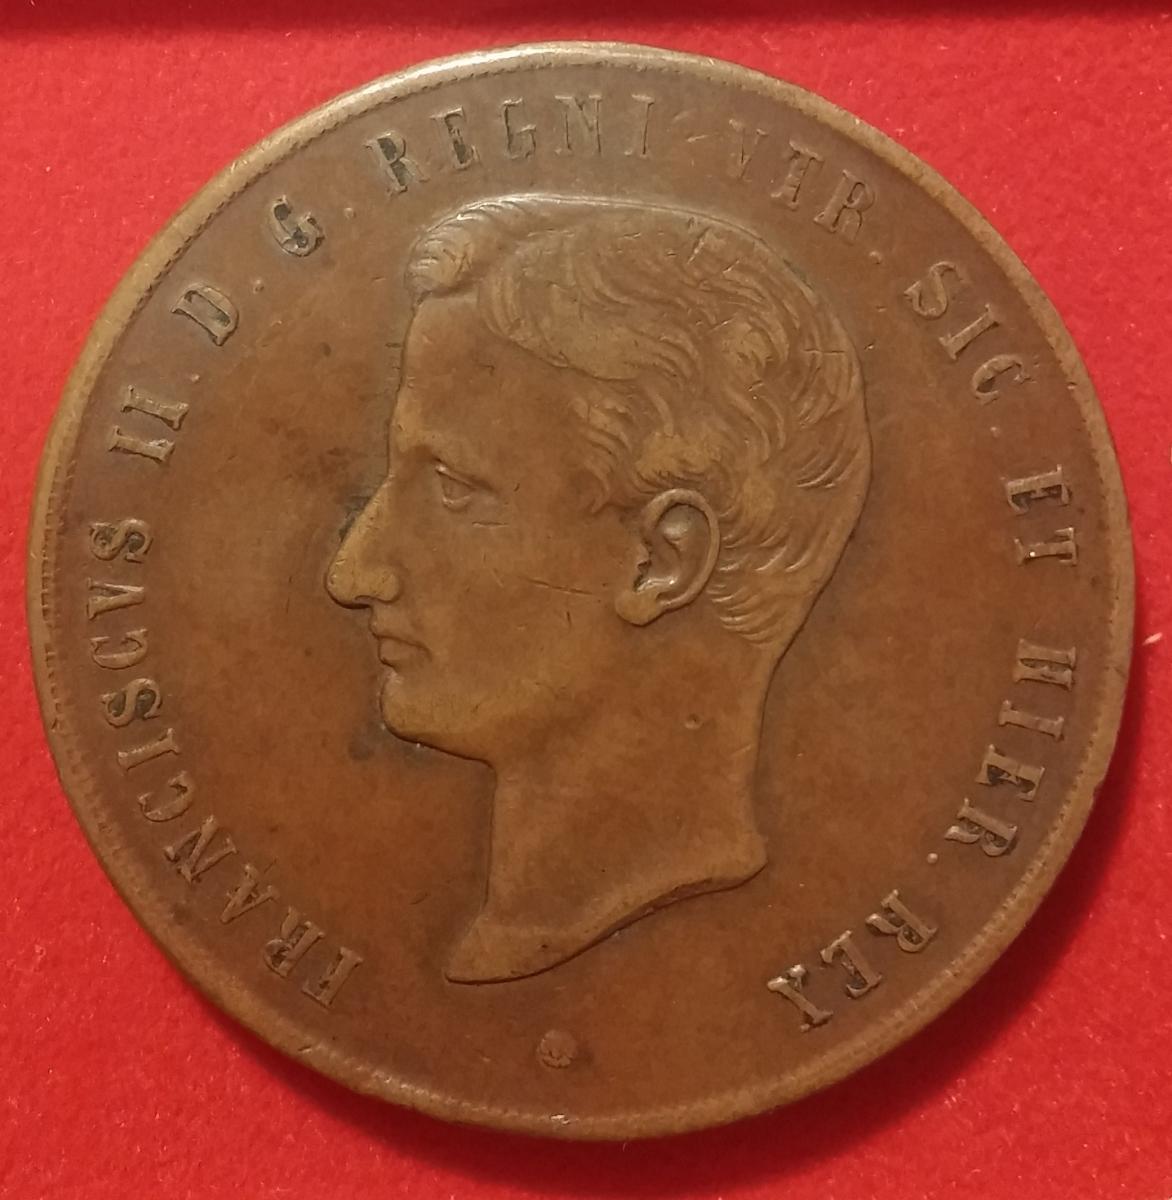 FRANCISCVS II. D. G. REGNI VTR. SIC. ET HIER. REX